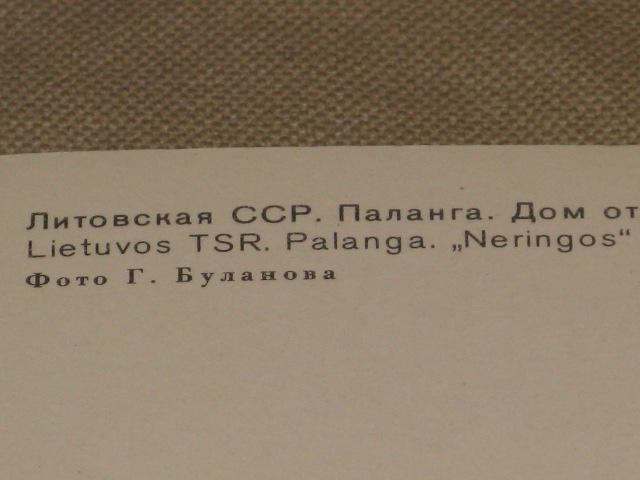 Литовская ССР. Паланга. Дом от
Lietuvos TSR. Palanga. „Neringos“
Фото Г. Буланова